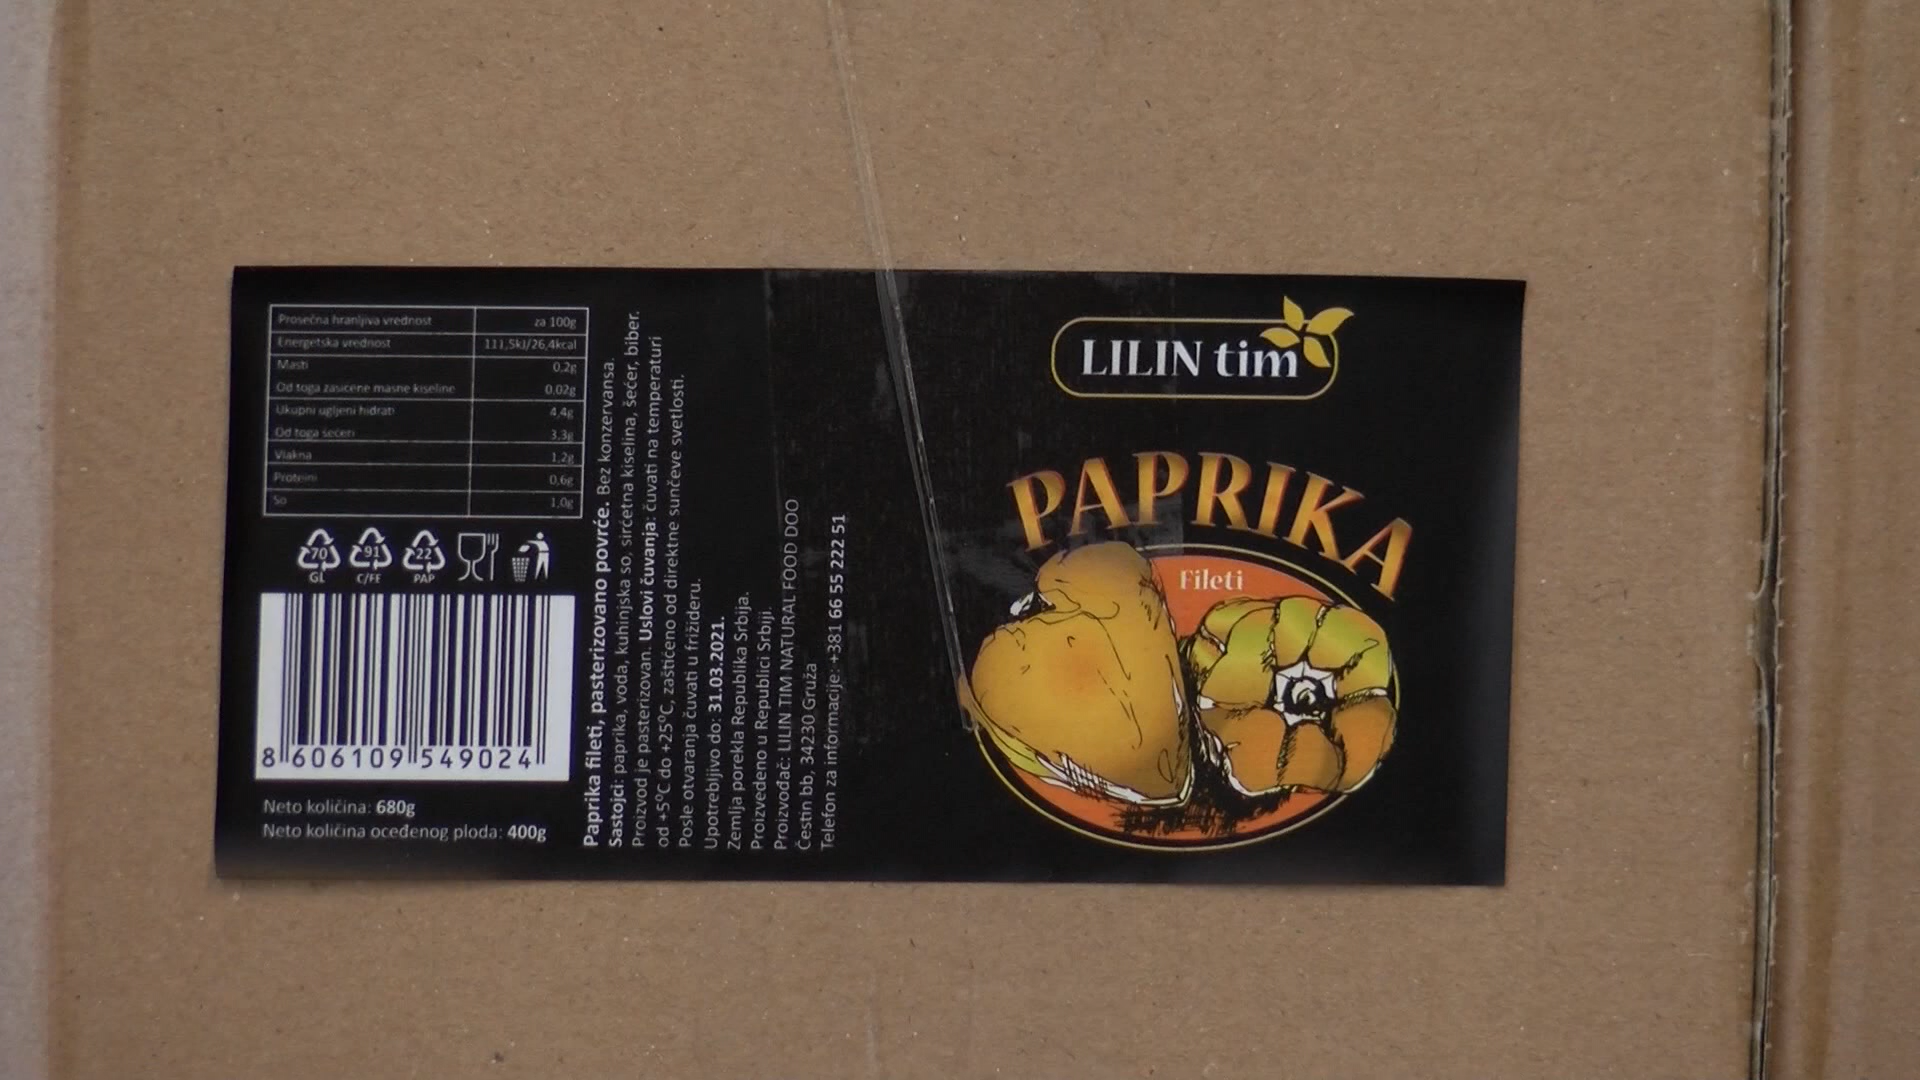 Prosečna hranljiva vrednost za 100g
Energetska vrednost 111,5kJ/26,4kcal
Masti 0,2g
Od toga zasićene masne kiseline 0,02g
Ukupni ugljeni hidrati 4,4g
Od toga šećeri 3,3g
Vlakna 1,2g
Proteini 0,6g
So 1,0g
70 91 22
GL C/FE PAP
8 606109 549024
Neto količina: 680g
Neto količina oceđenog ploda: 400g
Paprika fileti, pasterizovano povrće. Bez konzervansa.
Sastojci: paprika, voda, kuhinjska so, sirćetna kiselina, šećer, biber.
Proizvod je pasterizovan. Uslovi čuvanja: čuvati na temperaturi
od +5°C do +25°C, zaštićeno od direktne sunčeve svetlosti.
Posle otvaranja čuvati u frižideru.
Upotrebljivo do: 31.03.2021.
Zemlja porekla Republika Srbija.
Proizvedeno u Republici Srbiji.
Proizvođač: LILIN TIM NATURAL FOOD DOO
Čestin bb, 34230 Gruža
Telefon za informacije: +381 66 55 222 51
LILIN tim
PAPRIKA
Fileti